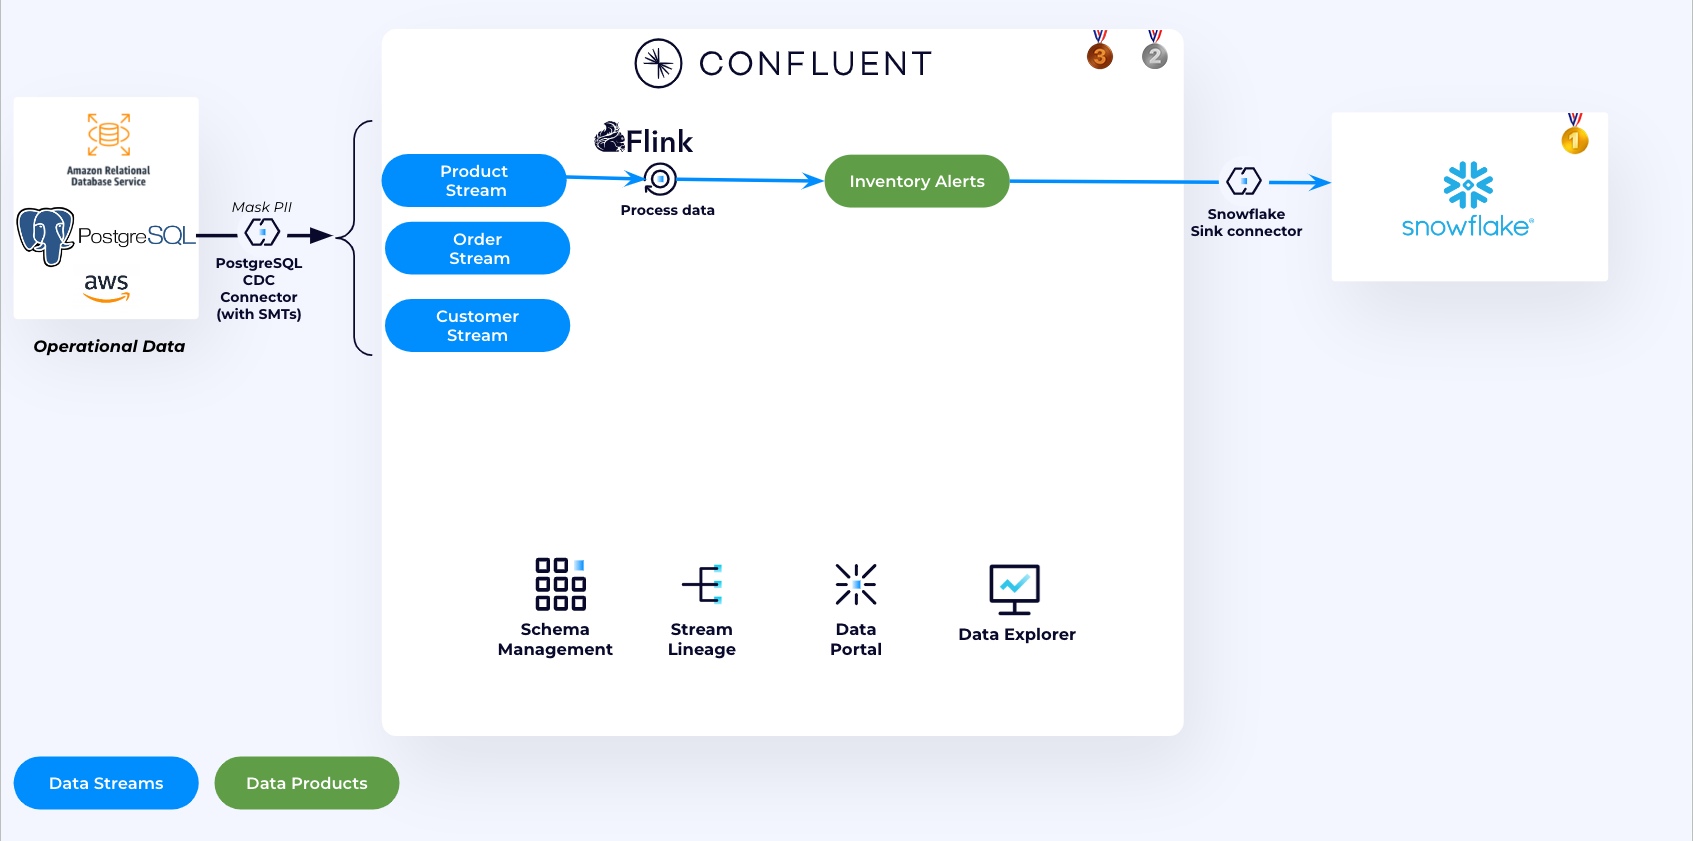 CONFLUENT
3
2
1
Amazon Relational
Database Service
PostgreSQL
aws
Operational Data
Mask PII
PostgreSQL
CDC
Connector
(with SMTs)
Product
Stream
Order
Stream
Customer
Stream
Flink
Process data
Inventory Alerts
Snowflake
Sink connector
snowflake®
Schema
Management
Stream
Lineage
Data
Portal
Data Explorer
Data Streams
Data Products